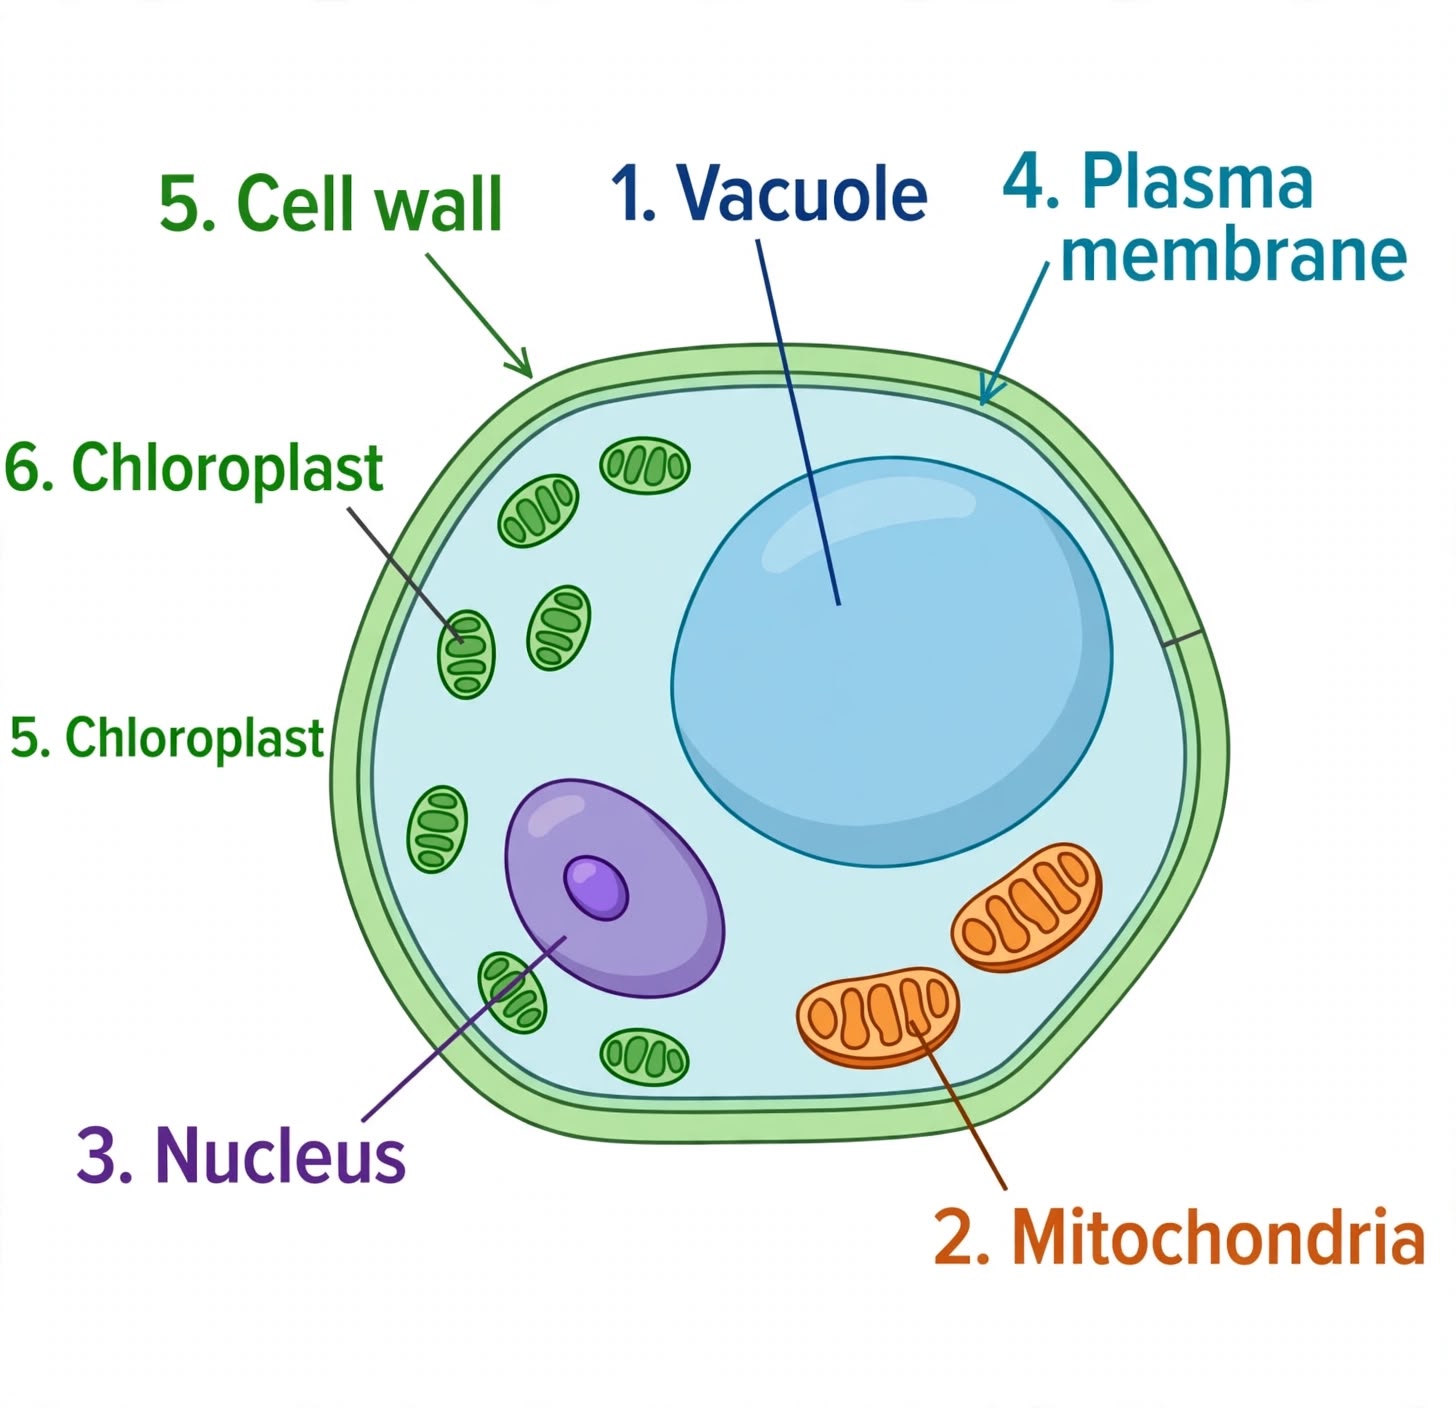 5. Cell wall
1. Vacuole
4. Plasma
membrane
6. Chloroplast
5. Chloroplast
3. Nucleus
2. Mitochondria